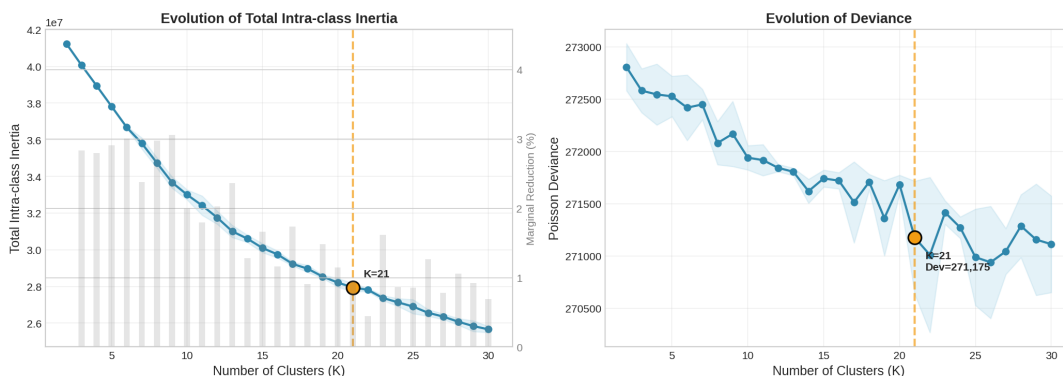 Evolution of Total Intra-class Inertia
1e7
4.2
4.0
3.8
3.6
3.4
3.2
3.0
2.8
2.6
Total Intra-class Inertia
K=21
4
3
2
1
0
Marginal Reduction (%)
5 10 15 20 25 30
Number of Clusters (K)
Evolution of Deviance
273000
272500
272000
271500
271000
270500
Poisson Deviance
K=21
Dev=271,175
5 10 15 20 25 30
Number of Clusters (K)